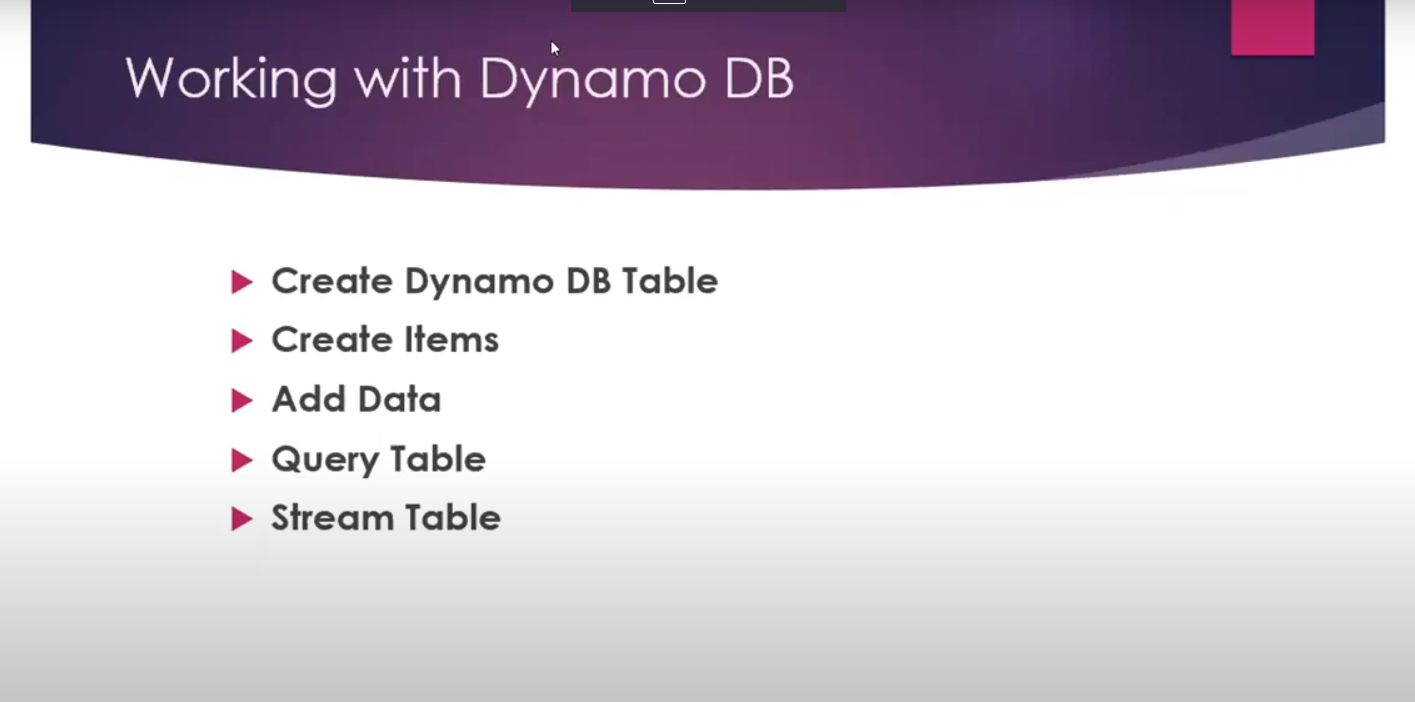 Working with Dynamo DB
Create Dynamo DB Table
Create Items
Add Data
Query Table
Stream Table